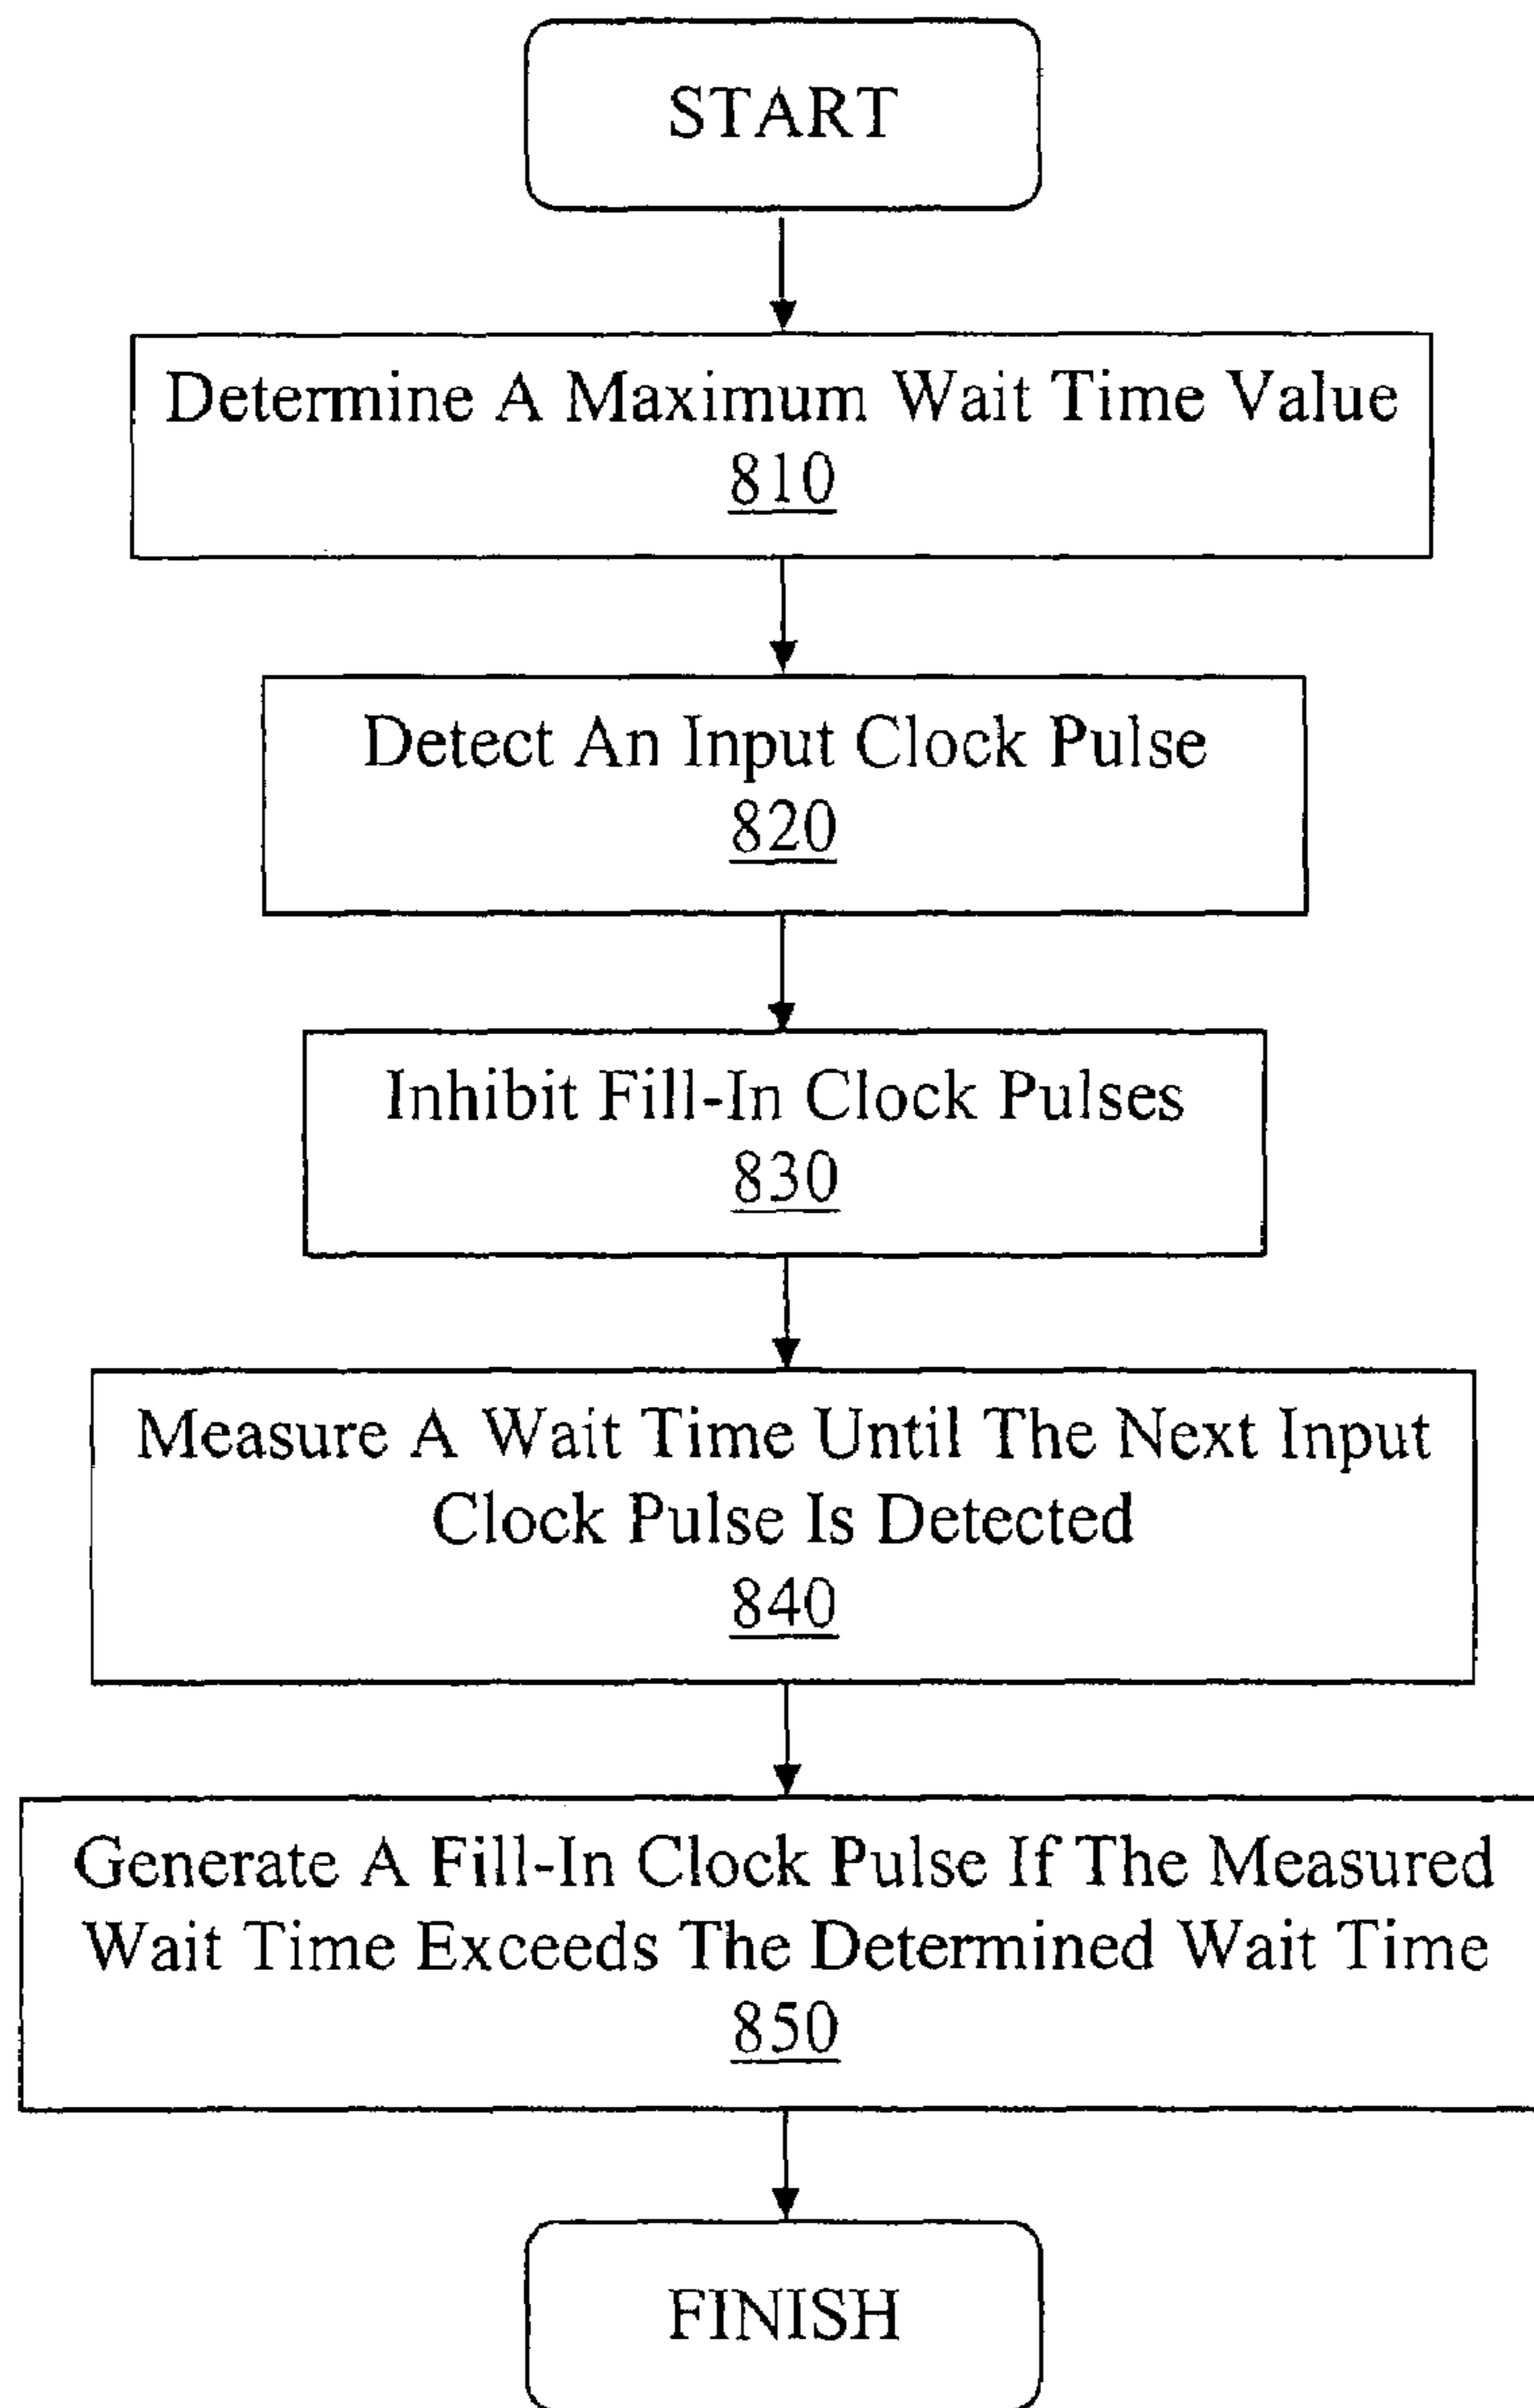 START
Determine A Maximum Wait Time Value
810
Detect An Input Clock Pulse
820
Inhibit Fill-In Clock Pulses
830
Measure A Wait Time Until The Next Input
Clock Pulse Is Detected
840
Generate A Fill-In Clock Pulse If The Measured
Wait Time Exceeds The Determined Wait Time
850
FINISH